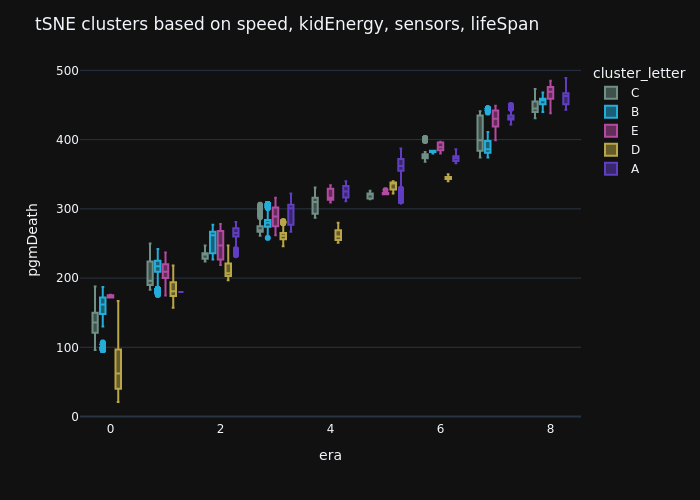 tSNE clusters based on speed, kidEnergy, sensors, lifeSpan
cluster_letter
C
B
E
D
A
pgmDeath
500
400
300
200
100
0
0 2 4 6 8
era